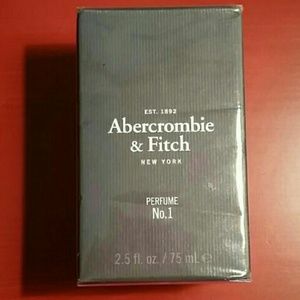 EST. 1892
Abercrombie
& Fitch
NEW YORK
PERFUME
No.1
2.5 fl. oz. / 75 mL ℮